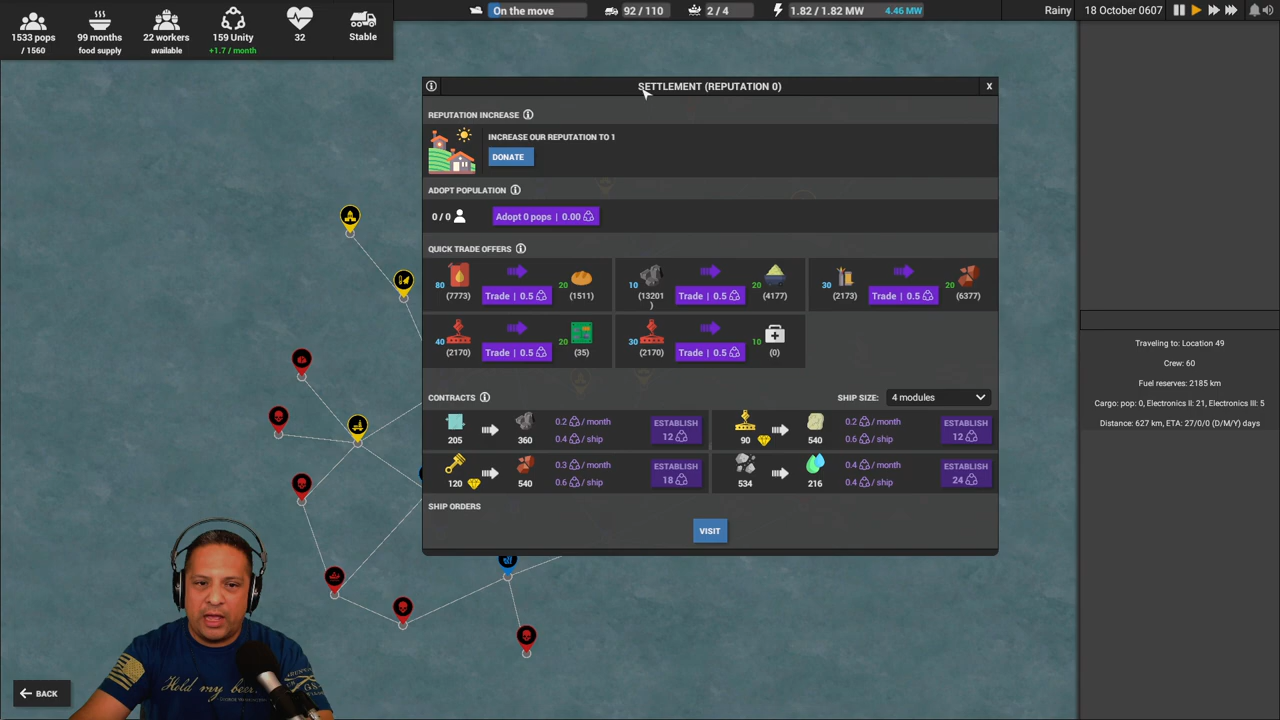 1533 pops
/ 1560
99 months
food supply
22 workers
available
159 Unity
+1.7 / month
32
Stable
On the move
92 / 110
2 / 4
1.82 / 1.82 MW
4.46 MW
Rainy
18 October 0607
SETTLEMENT (REPUTATION 0)
X
REPUTATION INCREASE
INCREASE OUR REPUTATION TO 1
DONATE
ADOPT POPULATION
0 / 0
Adopt 0 pops | 0.00
QUICK TRADE OFFERS
80
(7773)
Trade | 0.5
20
(1511)
10
(13201
)
Trade | 0.5
20
(4177)
30
(2173)
Trade | 0.5
20
(6377)
40
(2170)
Trade | 0.5
20
(35)
30
(2170)
Trade | 0.5
10
(0)
CONTRACTS
SHIP SIZE:
4 modules
205
360
0.2 / month
0.4 / ship
ESTABLISH
12
90
540
0.2 / month
0.6 / ship
ESTABLISH
12
120
540
0.3 / month
0.6 / ship
ESTABLISH
18
534
216
0.4 / month
0.4 / ship
ESTABLISH
24
SHIP ORDERS
VISIT
Traveling to: Location 49
Crew: 60
Fuel reserves: 2185 km
Cargo: pop: 0, Electronics II: 21, Electronics III: 5
Distance: 627 km, ETA: 27/0/0 (D/M/Y) days
Hold my beer.
BACK